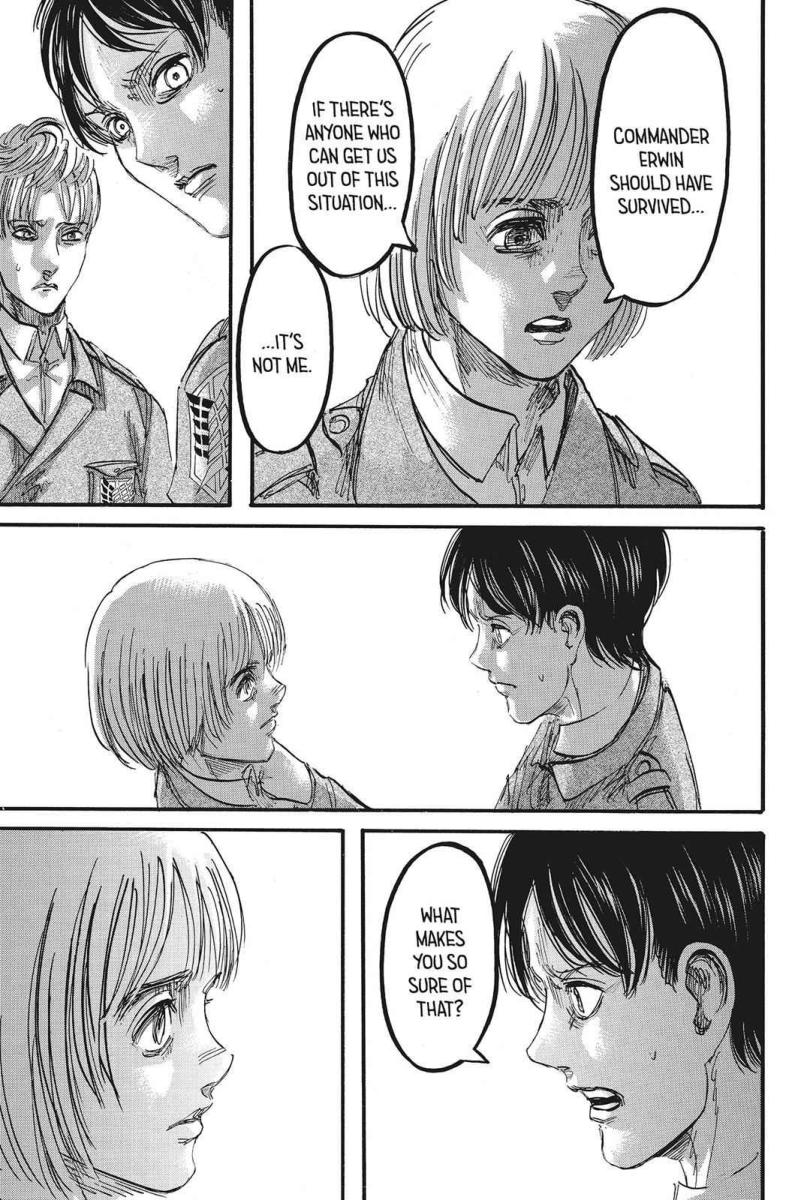 COMMANDER
ERWIN
SHOULD HAVE
SURVIVED...
IF THERE'S
ANYONE WHO
CAN GET US
OUT OF THIS
SITUATION...
...IT'S
NOT ME.
WHAT
MAKES
YOU SO
SURE OF
THAT?